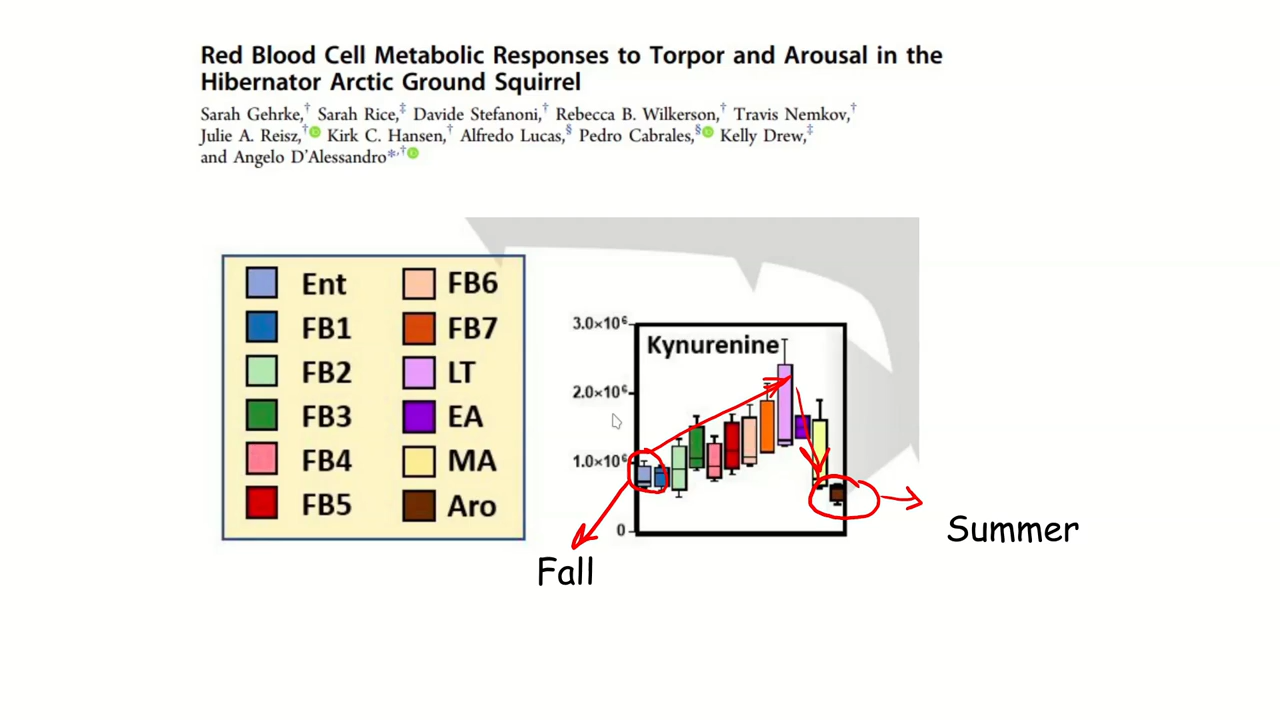 Red Blood Cell Metabolic Responses to Torpor and Arousal in the
Hibernator Arctic Ground Squirrel
Sarah Gehrke,† Sarah Rice,‡ Davide Stefanoni,† Rebecca B. Wilkerson,† Travis Nemkov,†
Julie A. Reisz,† Kirk C. Hansen,† Alfredo Lucas,§ Pedro Cabrales,§ Kelly Drew,‡
and Angelo D'Alessandro*,†
Ent FB6
FB1 FB7
FB2 LT
FB3 EA
FB4 MA
FB5 Aro
3.0×10⁶
Kynurenine
2.0×10⁶
1.0×10⁶
0
Summer
Fall